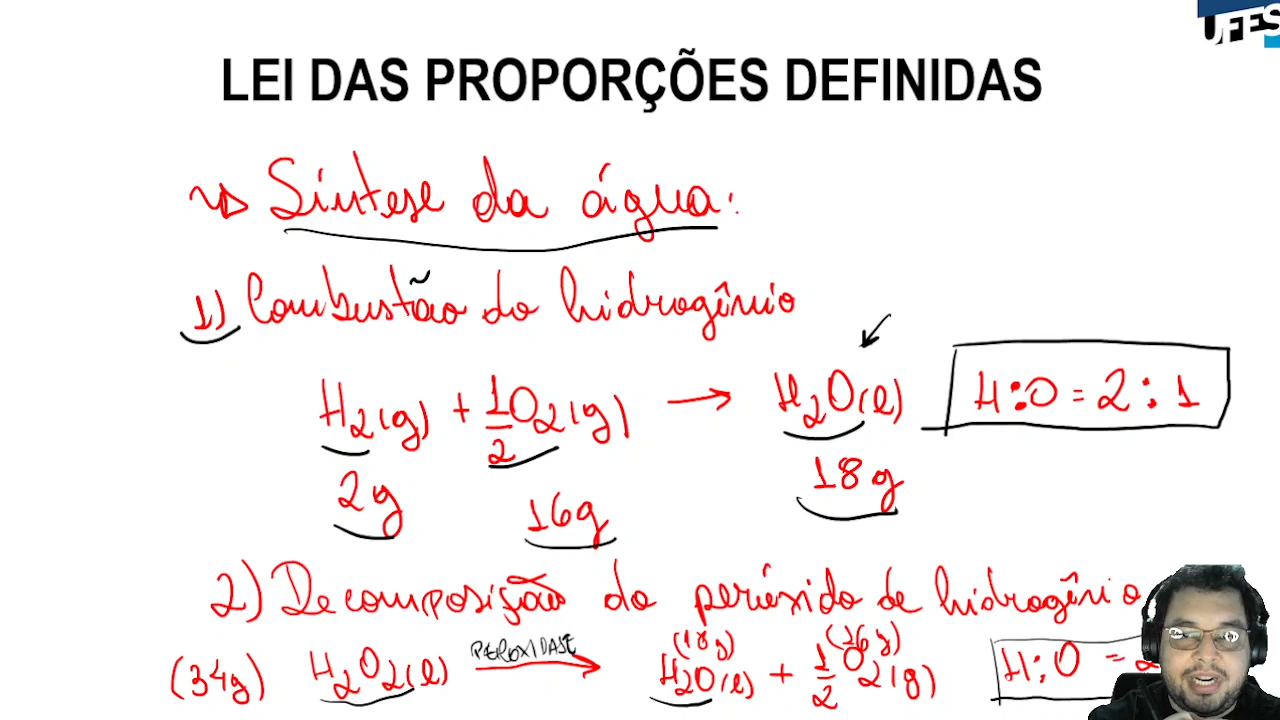 UFES
LEI DAS PROPORÇÕES DEFINIDAS
Síntese da água:
1) Combustão do hidrogênio
H2(g) + 1/2 O2(g) → H2O(l)
H:O = 2:1
2g 16g 18g
2) Decomposição do peróxido de hidrogênio
(34g) H2O2(l) PEROXIDASE → (18g) H2O(l) + (16g) 1/2 O2(g)
H:O = 2